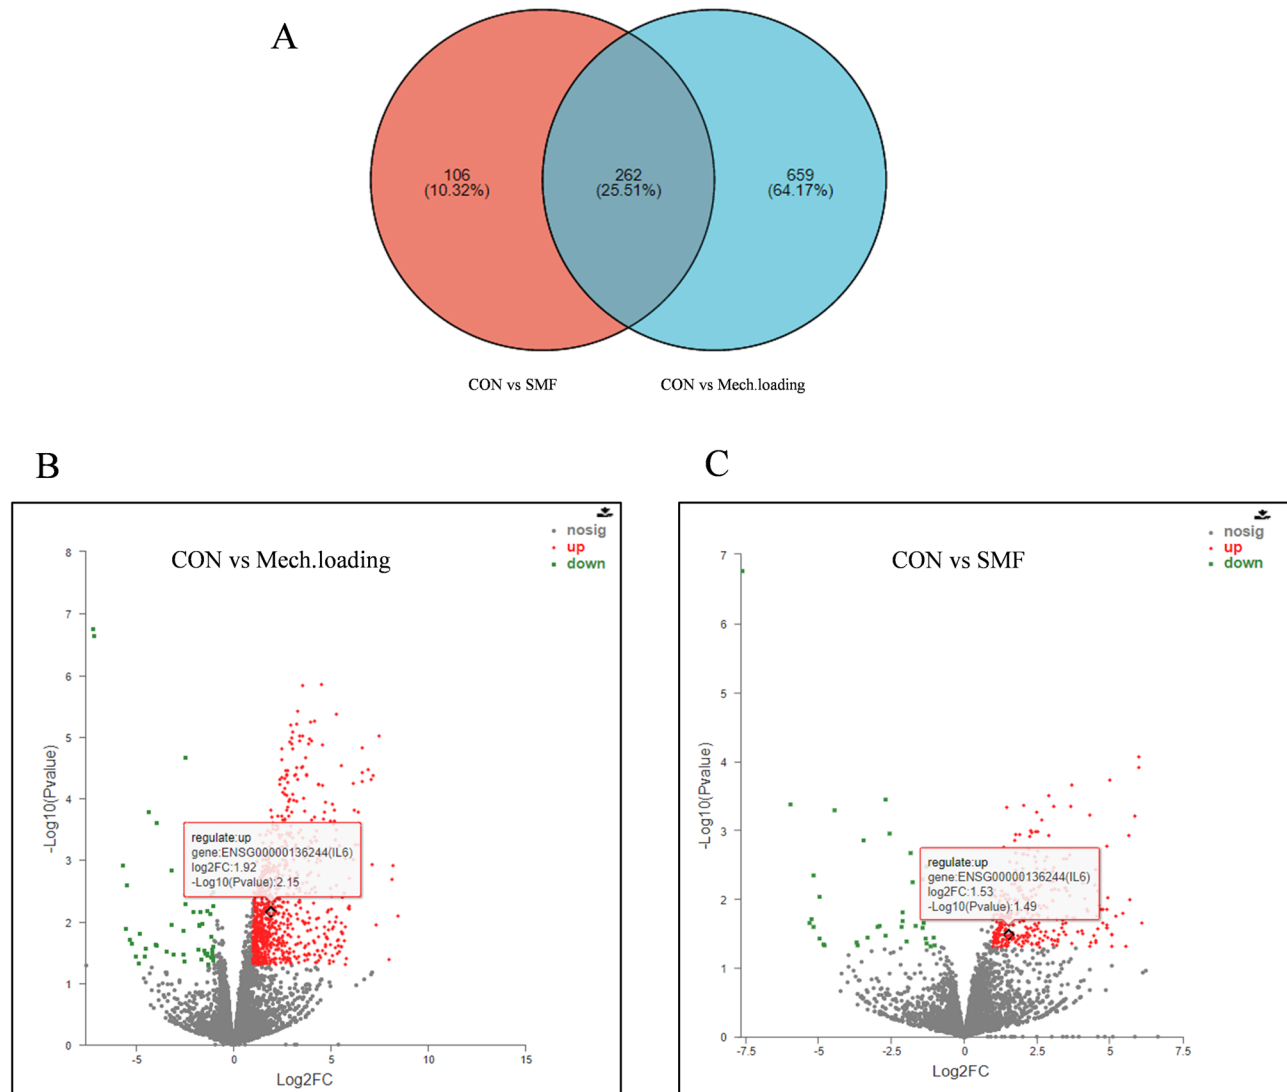 A
106
(10.32%)
262
(25.51%)
659
(64.17%)
CON vs SMF
CON vs Mech.loading
B
nosig
up
down
CON vs Mech.loading
8
7
6
5
4
3
2
1
0
-Log10(Pvalue)
regulate:up
gene:ENSG00000136244(IL6)
log2FC:1.92
-Log10(Pvalue):2.15
-5
0
5
10
15
Log2FC
C
nosig
up
down
CON vs SMF
7
6
5
4
3
2
1
0
-Log10(Pvalue)
regulate:up
gene:ENSG00000136244(IL6)
log2FC:1.53
-Log10(Pvalue):1.49
-7.5
-5
-2.5
0
2.5
5
7.5
Log2FC